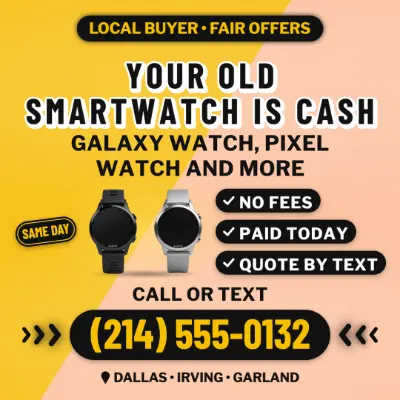 LOCAL BUYER • FAIR OFFERS
YOUR OLD
SMARTWATCH IS CASH
GALAXY WATCH, PIXEL
WATCH AND MORE
SAME DAY
NO FEES
PAID TODAY
QUOTE BY TEXT
CALL OR TEXT
(214) 555-0132
DALLAS • IRVING • GARLAND